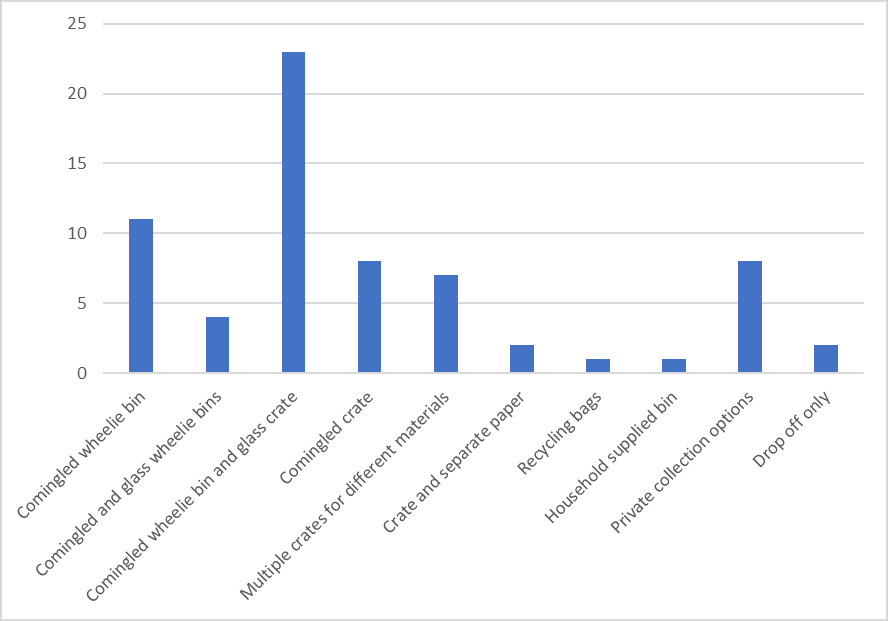 25
20
15
10
5
0
Comingled wheelie bin
Comingled and glass wheelie bins
Comingled wheelie bin and glass crate
Comingled crate
Multiple crates for different materials
Crate and separate paper
Recycling bags
Household supplied bin
Private collection options
Drop off only